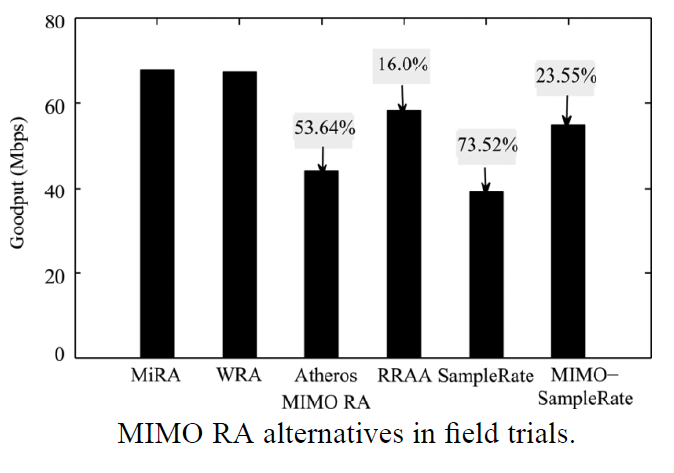 80
60
40
20
0
Goodput (Mbps)
53.64%
16.0%
73.52%
23.55%
MiRA WRA Atheros RRAA SampleRate MIMO–
MIMO RA SampleRate
MIMO RA alternatives in field trials.